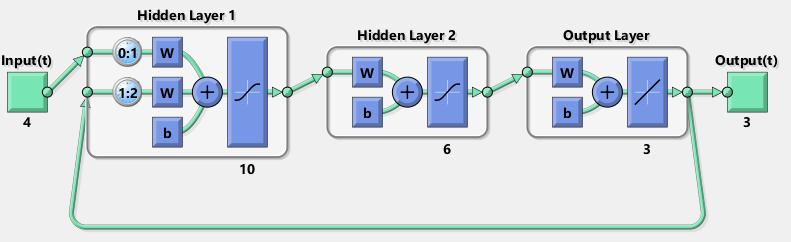 Hidden Layer 1
Hidden Layer 2
Output Layer
Input(t)
Output(t)
0:1
W
1:2
W
b
W
b
W
b
4
10
6
3
3